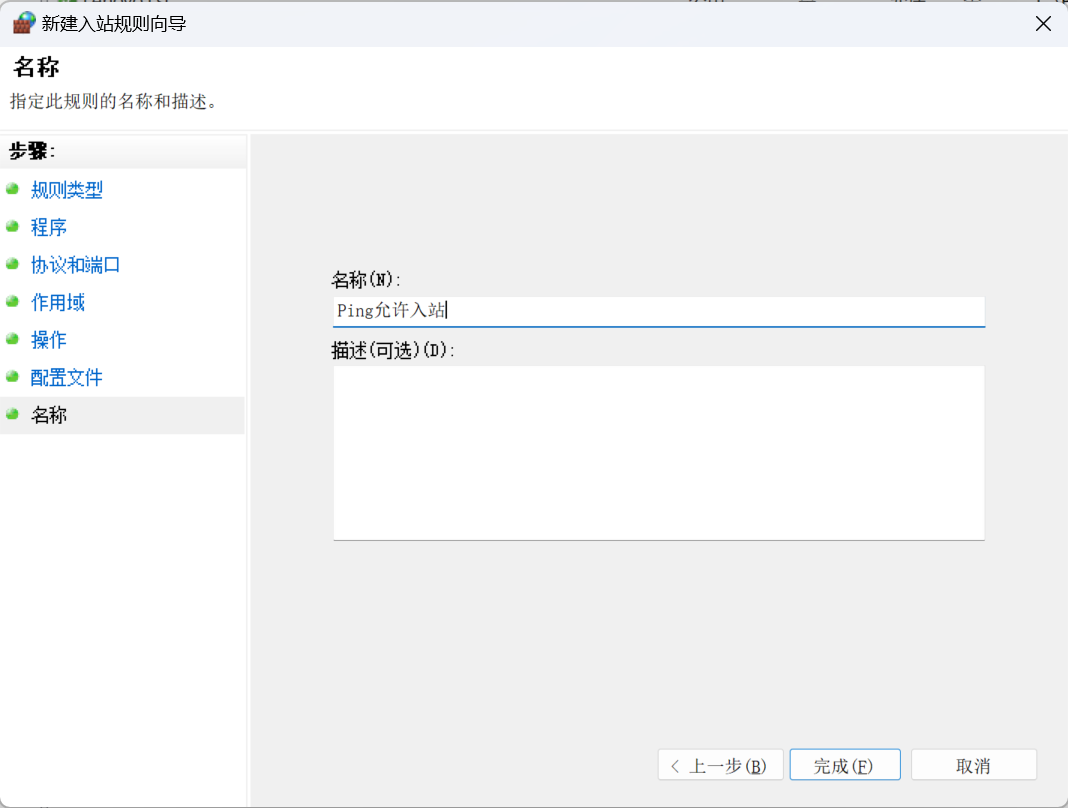 新建入站规则向导
名称
指定此规则的名称和描述。
步骤:
规则类型
程序
协议和端口
作用域
操作
配置文件
名称
名称(N):
Ping允许入站
描述(可选)(D):
< 上一步(B)
完成(F)
取消